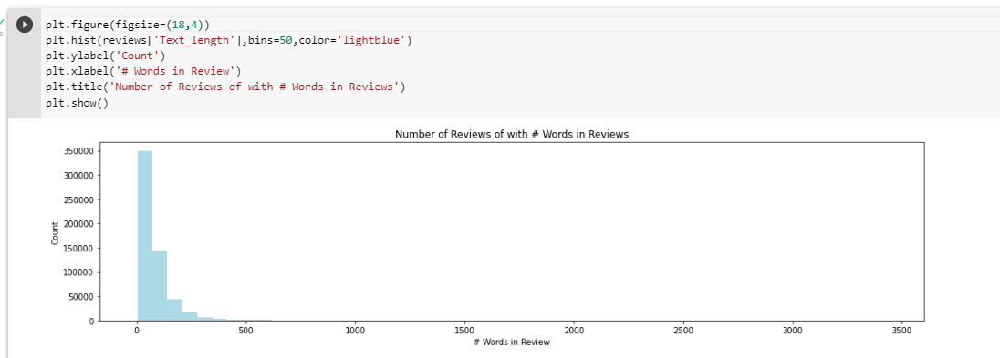 plt.figure(figsize=(18,4))
plt.hist(reviews['Text_length'],bins=50,color='lightblue')
plt.ylabel('Count')
plt.xlabel('# Words in Review')
plt.title('Number of Reviews of with # Words in Reviews')
plt.show()
Number of Reviews of with # Words in Reviews
350000
300000
250000
200000
150000
100000
50000
0
Count
0 500 1000 1500 2000 2500 3000 3500
# Words in Review